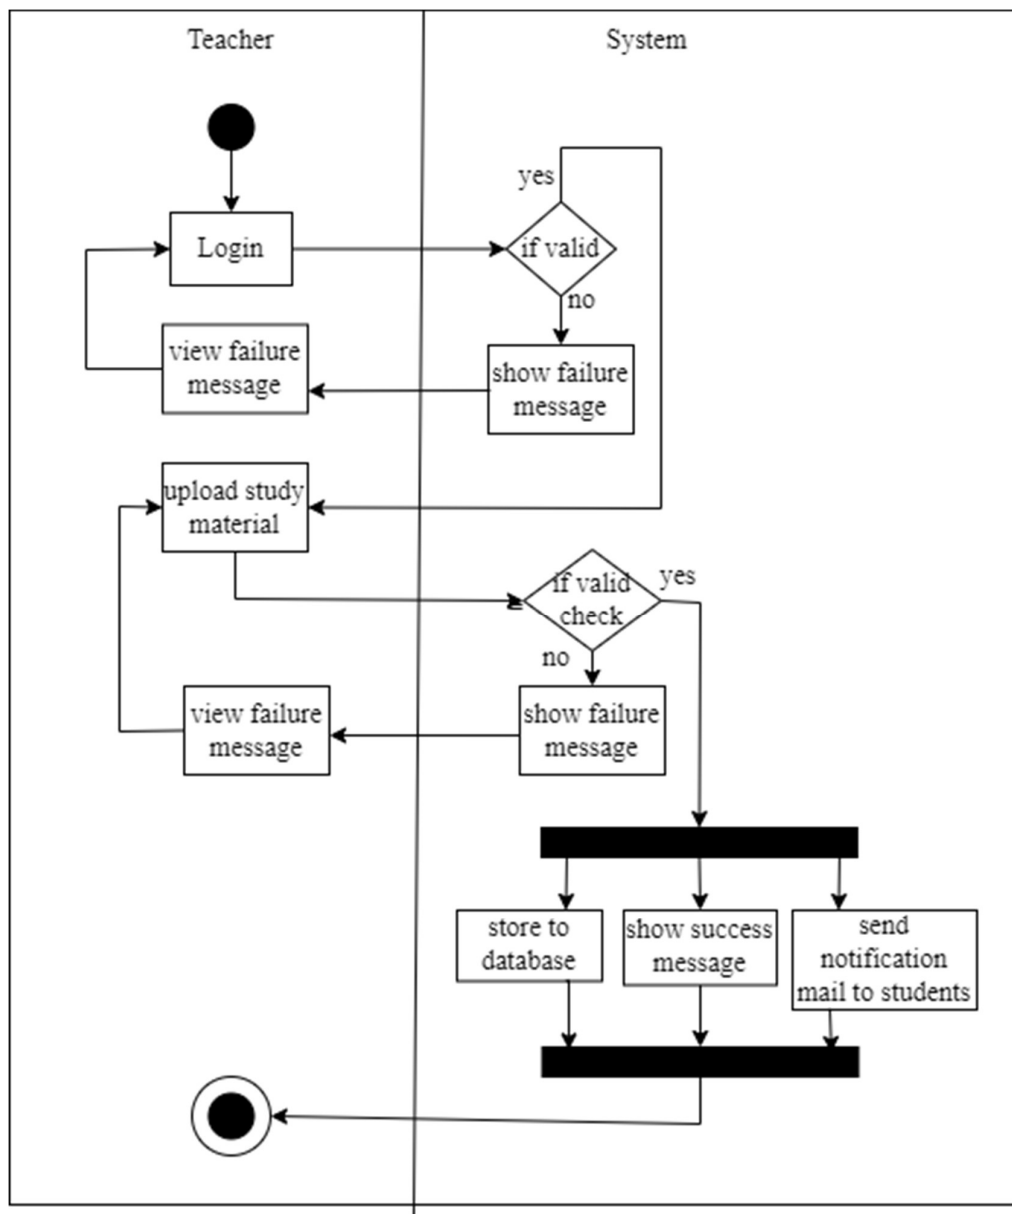 Teacher
System
yes
Login
if valid
no
view failure
message
show failure
message
upload study
material
if valid
check
yes
no
view failure
message
show failure
message
store to
database
show success
message
send
notification
mail to students